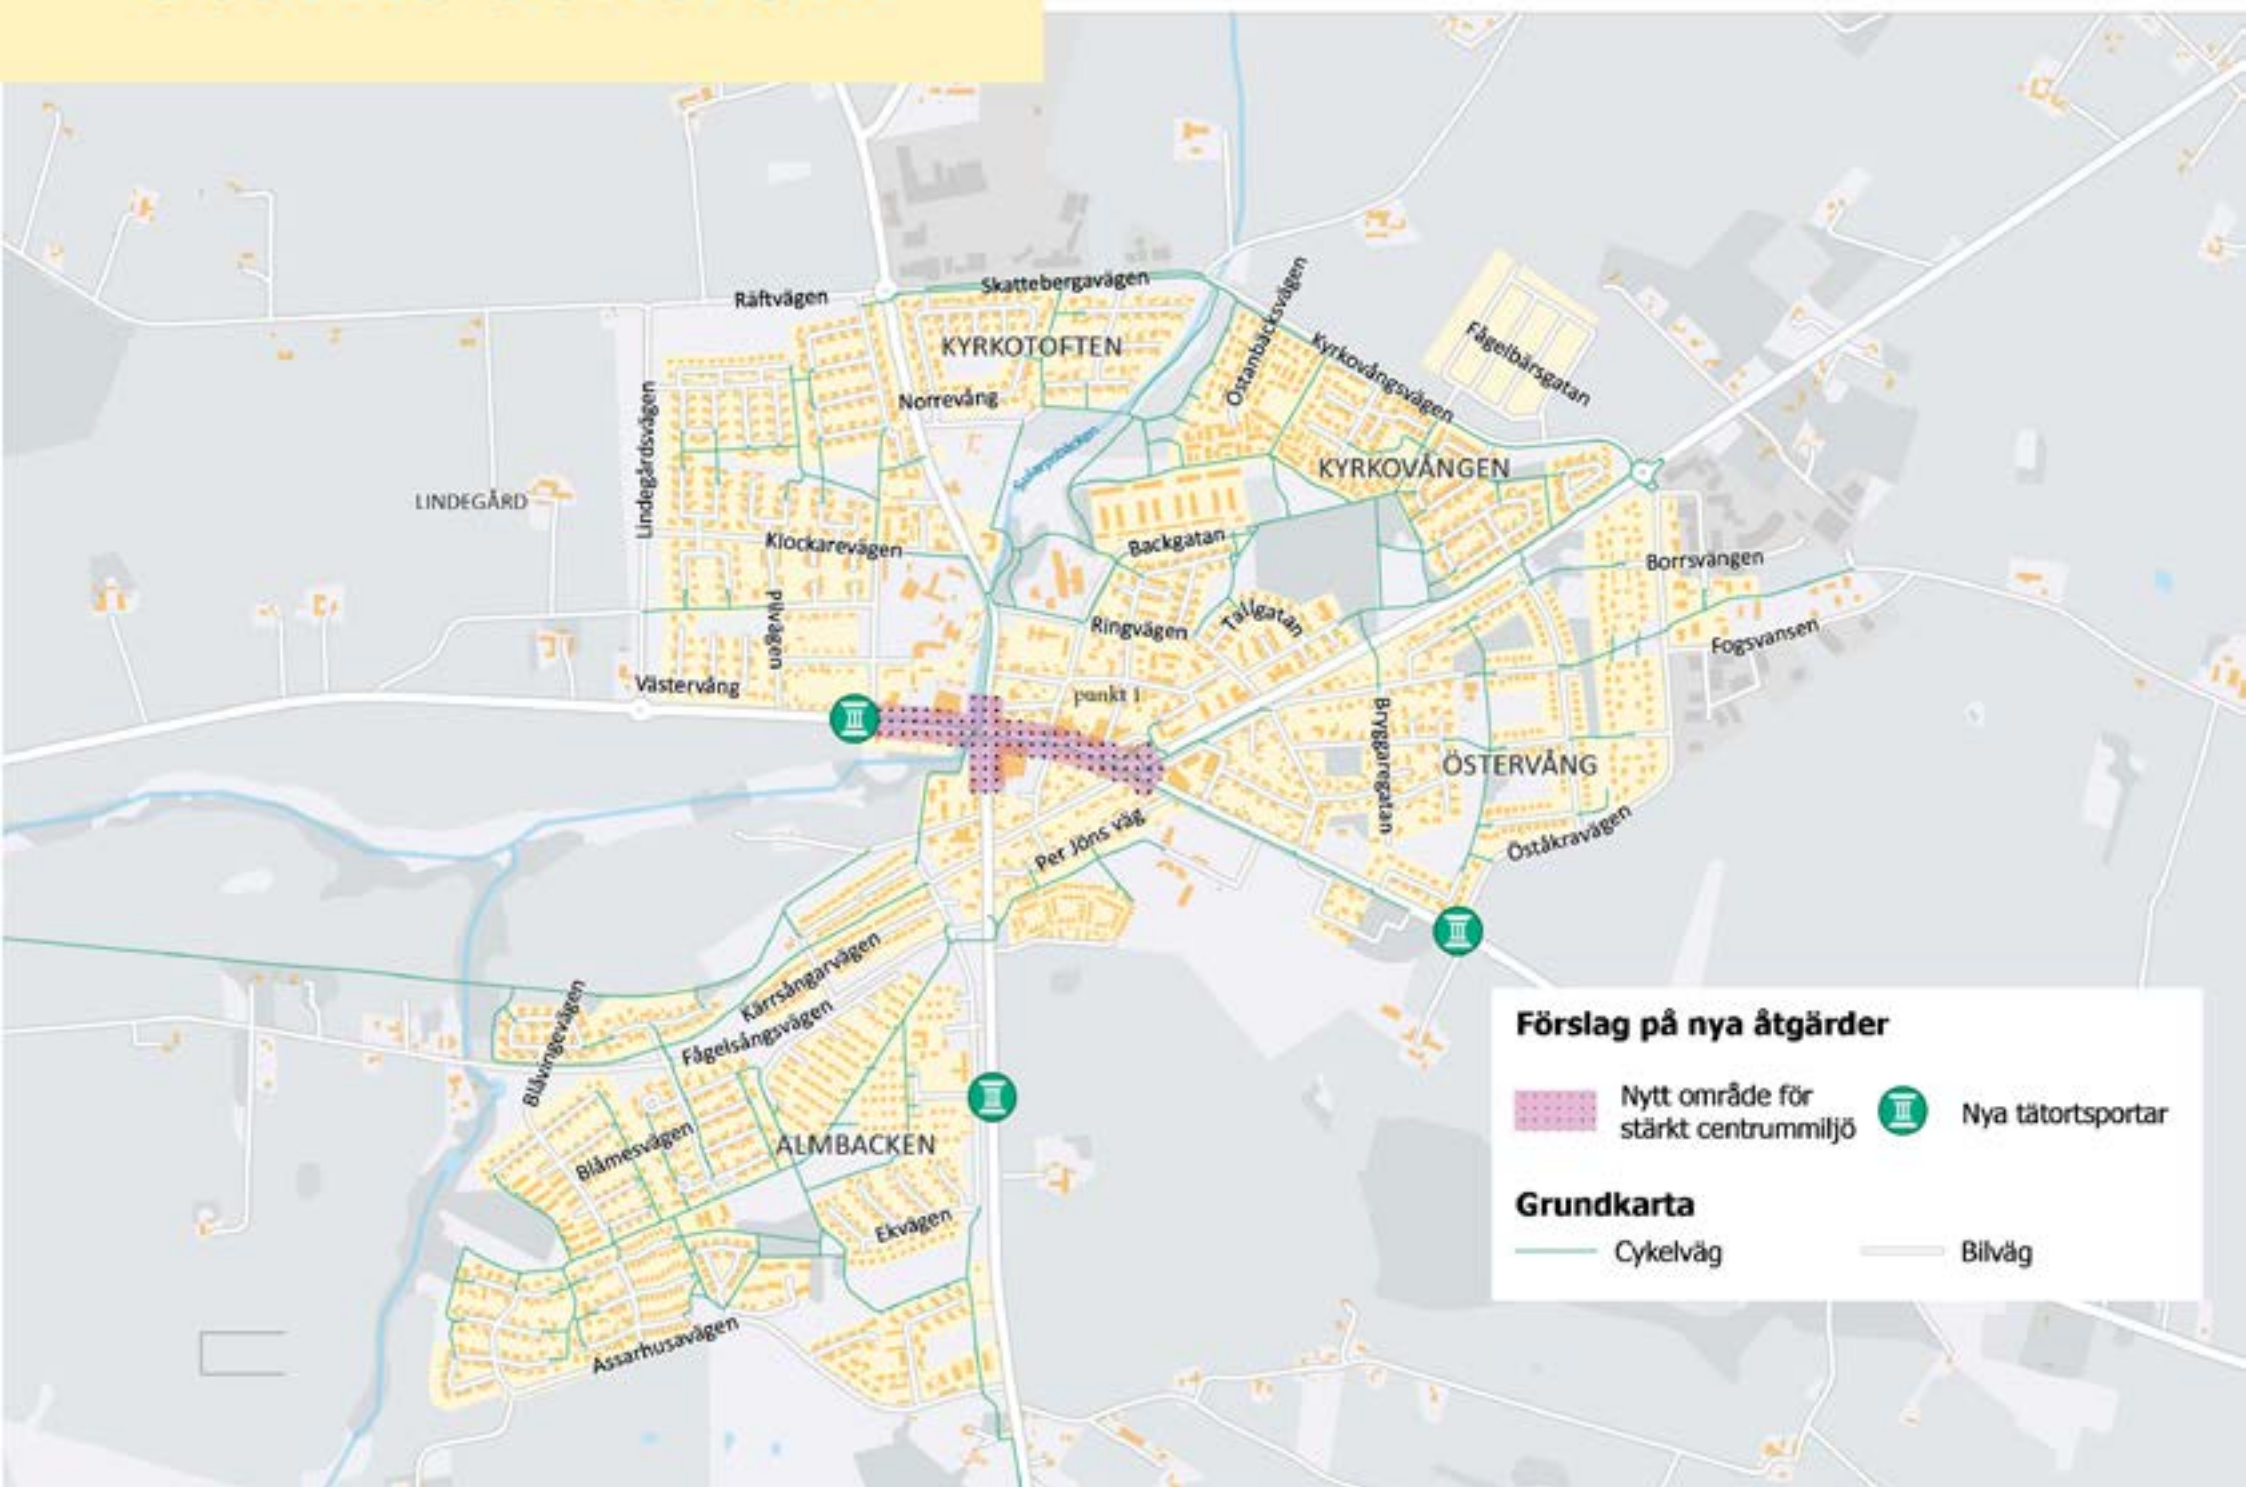 Räftvägen
Skattebergavägen
Östanbäcksvägen
KYRKOTOFTEN
Kyrkovångsvägen
Fågelbärsgatan
Norrevång
Lindegårdsvägen
KYRKOVÅNGEN
LINDEGÅRD
Klockarevägen
Backgatan
Borrsvängen
Pilvägen
Ringvägen
Tallgatan
Fogsvansen
Västervång
punkt 1
Bryggaregatan
ÖSTERVÅNG
Per Jöns väg
Öståkravägen
Kärrsångarvägen
Fågelsångsvägen
Blåvingevägen
Blåmesvägen
ALMBACKEN
Ekvägen
Assarhusavägen
Förslag på nya åtgärder
Nytt område för
stärkt centrummiljö
Nya tätortsportar
Grundkarta
Cykelväg
Bilväg